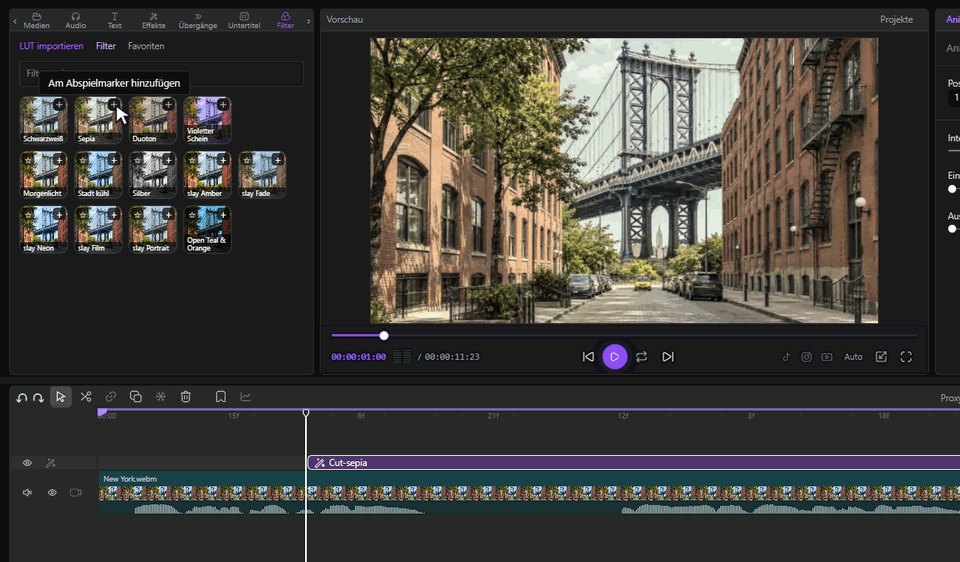 Medien Audio Text Effekte Übergänge Untertitel Filter
Vorschau
Projekte
LUT importieren Filter Favoriten
Am Abspielmarker hinzufügen
Schwarzweiß Sepia Duoton Violetter Schein
Morgenlicht Stadt kühl Silber slay Amber slay Fade
slay Neon slay Film slay Portrait Open Teal & Orange
00:00:01:00 / 00:00:11:23
Auto
15f 6f 21f 12f 3f 18f
Cut-sepia
New York.webm